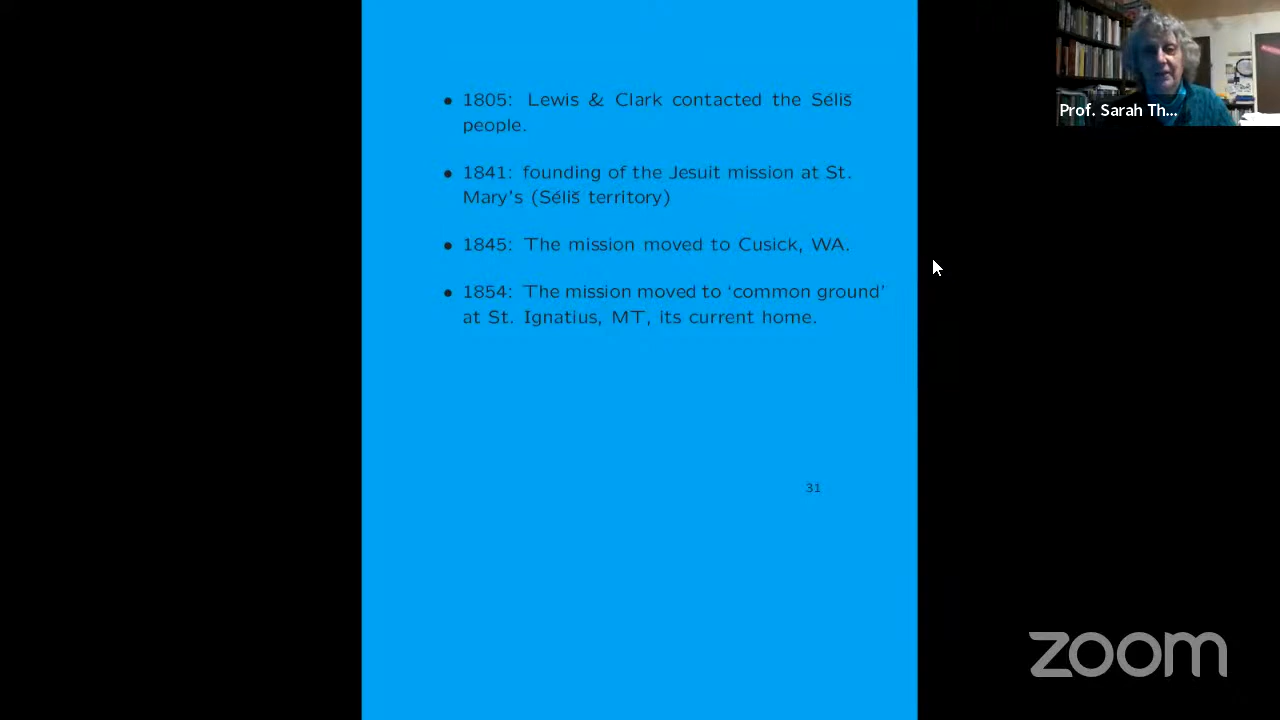 Prof. Sarah Th...
• 1805: Lewis & Clark contacted the Séliš
people.
• 1841: founding of the Jesuit mission at St.
Mary's (Séliš territory)
• 1845: The mission moved to Cusick, WA.
• 1854: The mission moved to ‘common ground’
at St. Ignatius, MT, its current home.
31
zoom